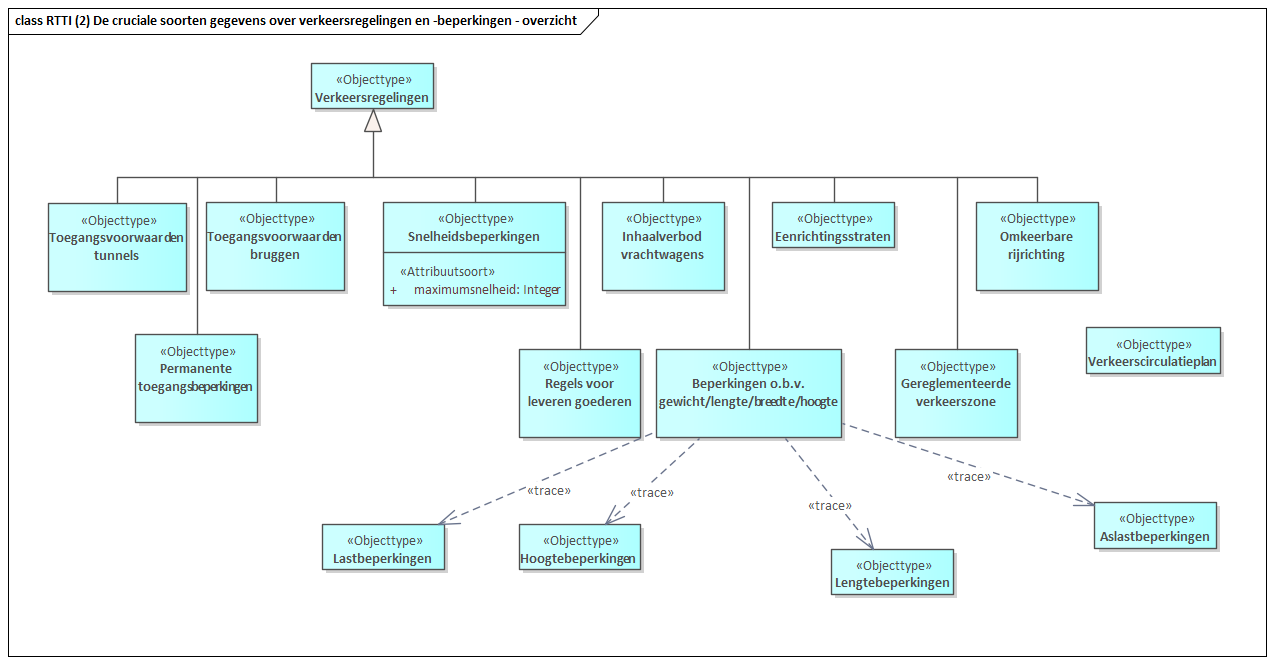 class RTTI (2) De cruciale soorten gegevens over verkeersregelingen en -beperkingen - overzicht
«Objecttype»
Verkeersregelingen
«Objecttype»
Toegangsvoorwaarden
tunnels
«Objecttype»
Toegangsvoorwaarden
bruggen
«Objecttype»
Snelheidsbeperkingen
«Attribuutsoort»
+ maximumsnelheid: Integer
«Objecttype»
Inhaalverbod
vrachtwagens
«Objecttype»
Eenrichtingsstraten
«Objecttype»
Omkeerbare
rijrichting
«Objecttype»
Permanente
toegangsbeperkingen
«Objecttype»
Regels voor
leveren goederen
«Objecttype»
Beperkingen o.b.v.
gewicht/lengte/breedte/hoogte
«Objecttype»
Gereglementeerde
verkeerszone
«Objecttype»
Verkeerscirculatieplan
«trace»
«trace»
«trace»
«trace»
«Objecttype»
Lastbeperkingen
«Objecttype»
Hoogtebeperkingen
«Objecttype»
Lengtebeperkingen
«Objecttype»
Aslastbeperkingen